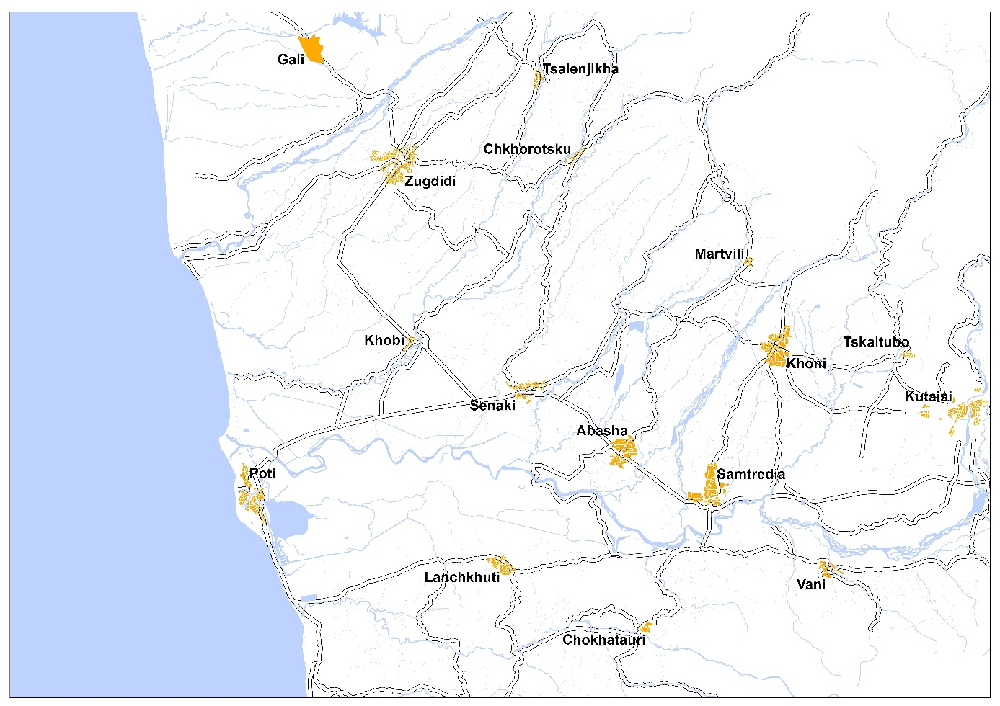 Gali
Tsalenjikha
Chkhorotsku
Zugdidi
Martvili
Khobi
Tskaltubo
Khoni
Kutaisi
Senaki
Abasha
Poti
Samtredia
Lanchkhuti
Vani
Chokhatauri